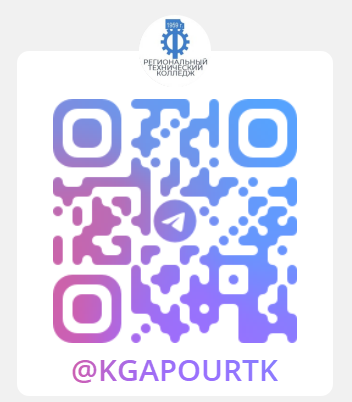 1969 г.
РЕГИОНАЛЬНЫЙ
ТЕХНИЧЕСКИЙ
КОЛЛЕДЖ
@KGAPOURTK